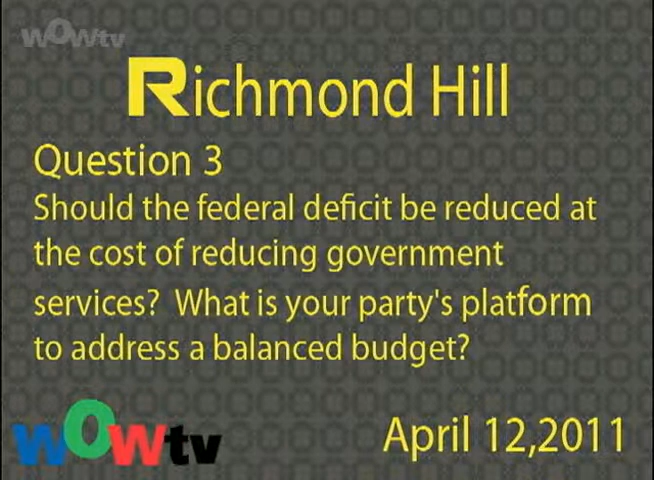 wOwtv
Richmond Hill
Question 3
Should the federal deficit be reduced at
the cost of reducing government
services?  What is your party's platform
to address a balanced budget?
wOwtv
April 12,2011